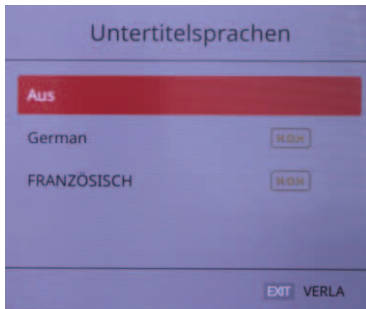 Untertitelsprachen
Aus
German H.O.H
FRANZÖSISCH H.O.H
EXIT VERLA